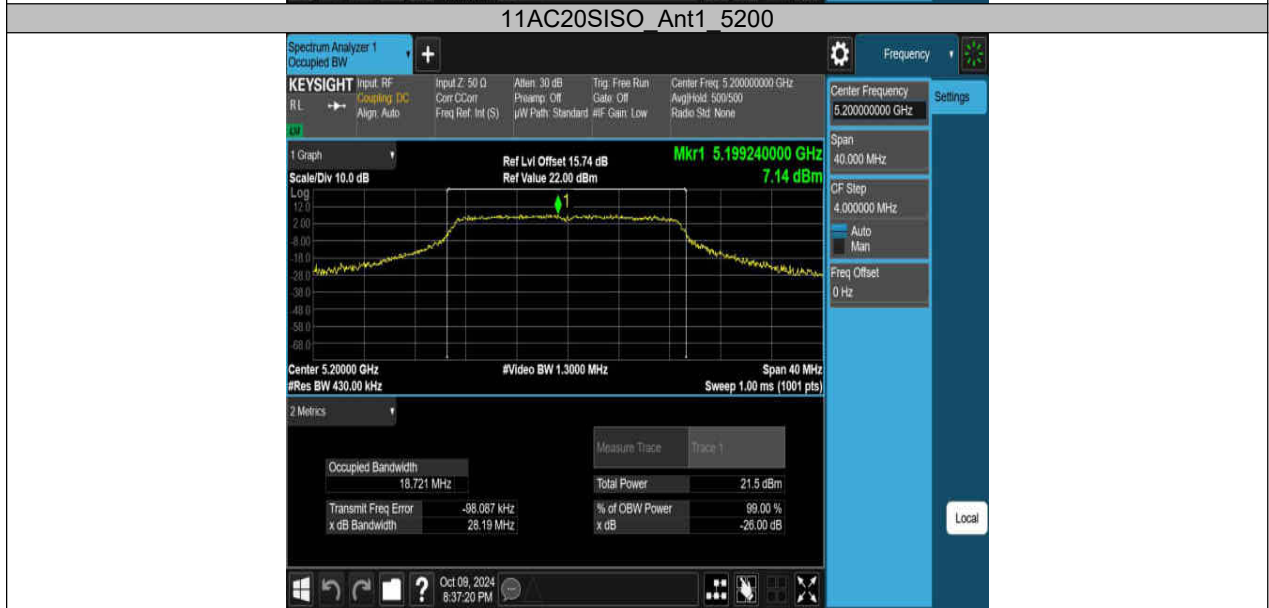 11AC20SISO_Ant1_5200
Spectrum Analyzer 1
Occupied BW
+
Frequency
KEYSIGHT
RL
Input: RF
Coupling: DC
Align: Auto
Input Z: 50 Ω
Corr CCorr
Freq Ref: Int (S)
Atten: 30 dB
Preamp: Off
µW Path: Standard
Trig: Free Run
Gate: Off
#IF Gain: Low
Center Freq: 5.200000000 GHz
Avg|Hold: 500/500
Radio Std: None
Center Frequency
5.200000000 GHz
Settings
Span
40.000 MHz
CF Step
4.000000 MHz
Auto
Man
Freq Offset
0 Hz
1 Graph
Scale/Div 10.0 dB
Ref Lvl Offset 15.74 dB
Ref Value 22.00 dBm
Mkr1 5.199240000 GHz
7.14 dBm
Log
12.0
2.00
-8.00
-18.0
-28.0
-38.0
-48.0
-58.0
-68.0
1
Center 5.20000 GHz
#Video BW 1.3000 MHz
Span 40 MHz
#Res BW 430.00 kHz
Sweep 1.00 ms (1001 pts)
2 Metrics
Measure Trace
Trace 1
Occupied Bandwidth
18.721 MHz
Total Power
21.5 dBm
Transmit Freq Error
-98.087 kHz
% of OBW Power
99.00 %
x dB Bandwidth
28.19 MHz
x dB
-26.00 dB
Local
?
Oct 09, 2024
8:37:20 PM